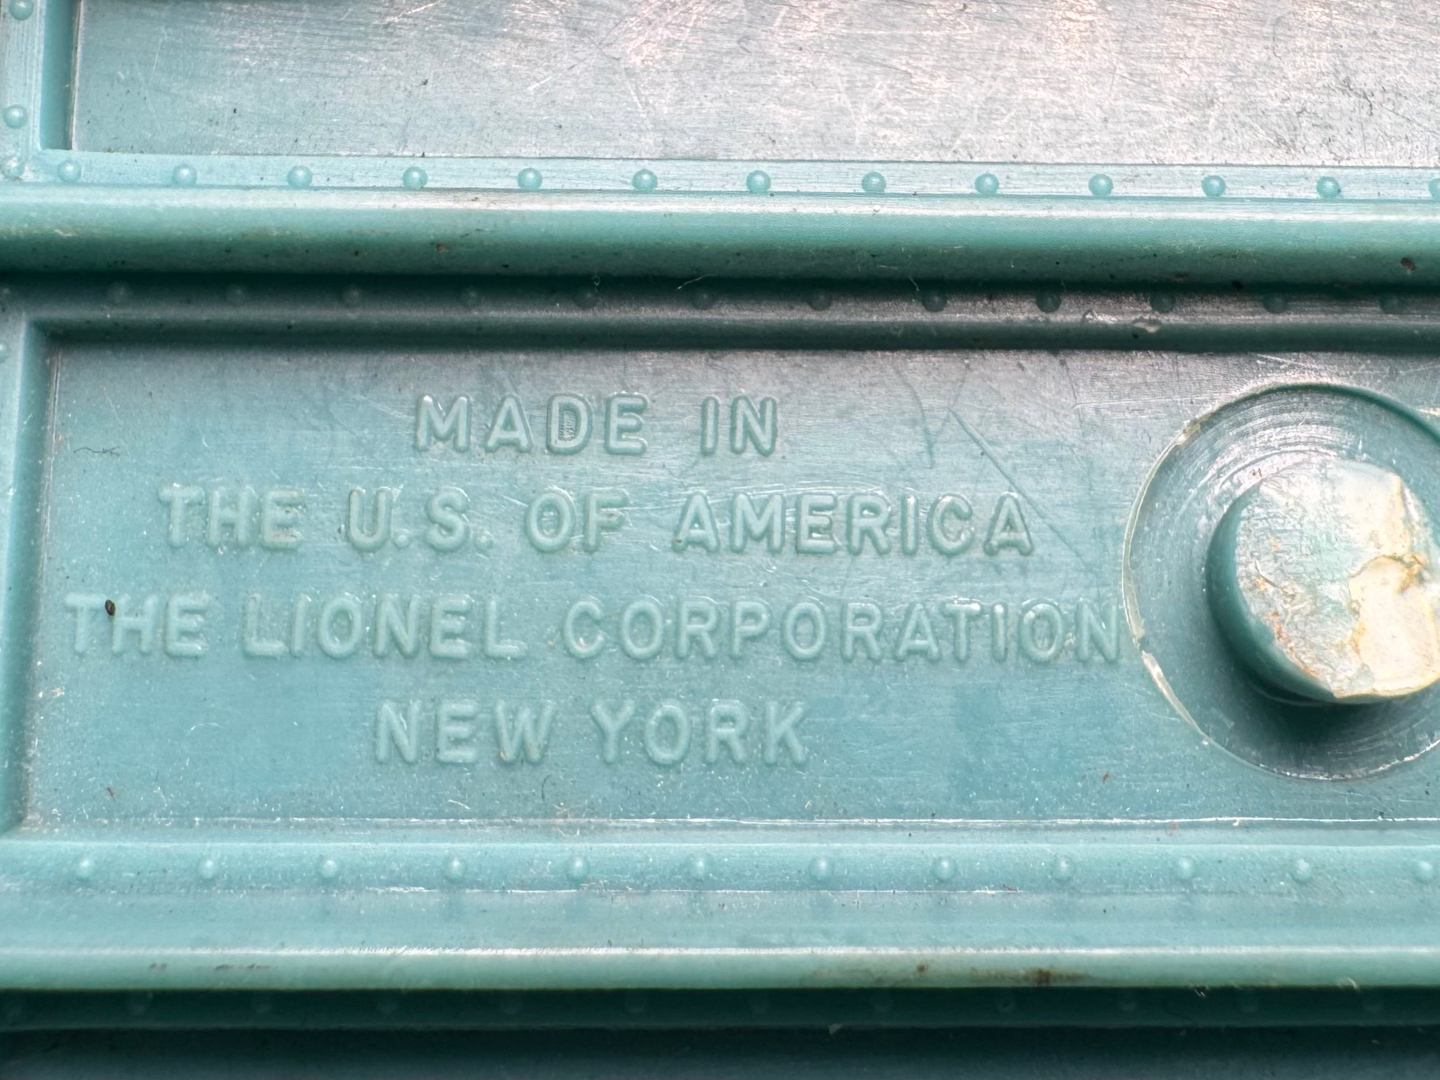 MADE IN
THE U.S. OF AMERICA
THE LIONEL CORPORATION
NEW YORK